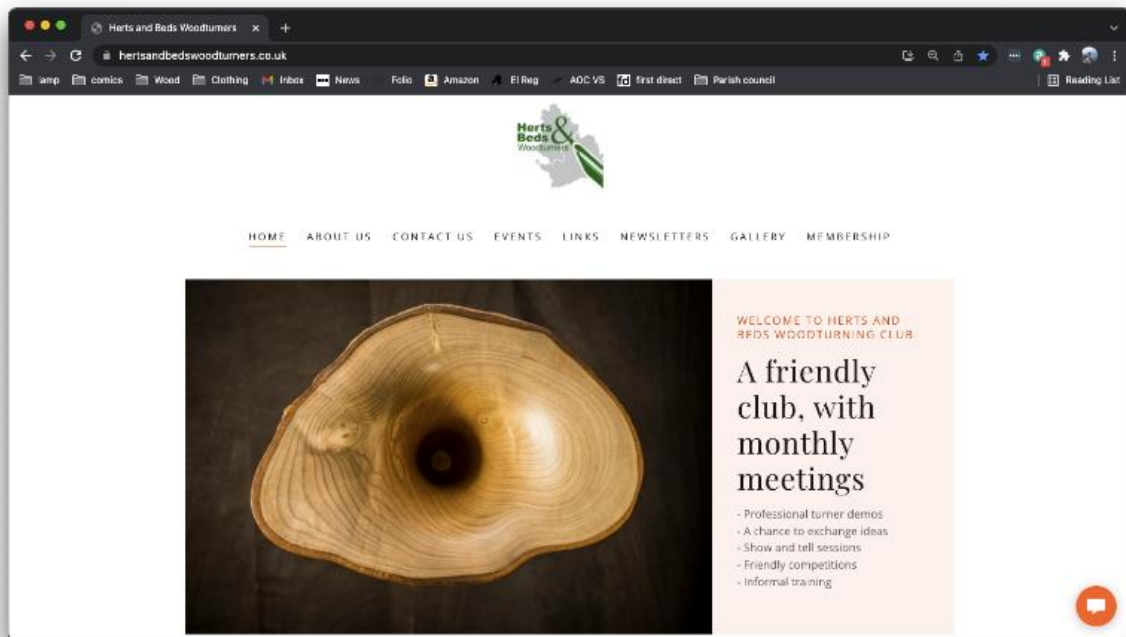 Herts and Beds Woodturners
hertsandbedswoodturners.co.uk
lamp comics Wood Clothing Inbox News Folio Amazon El Reg AOC VS first direct Parish council Reading List
Herts &
Beds
Woodturners
HOME ABOUT US CONTACT US EVENTS LINKS NEWSLETTERS GALLERY MEMBERSHIP
WELCOME TO HERTS AND
BEDS WOODTURNING CLUB
A friendly
club, with
monthly
meetings
- Professional turner demos
- A chance to exchange ideas
- Show and tell sessions
- Friendly competitions
- Informal training